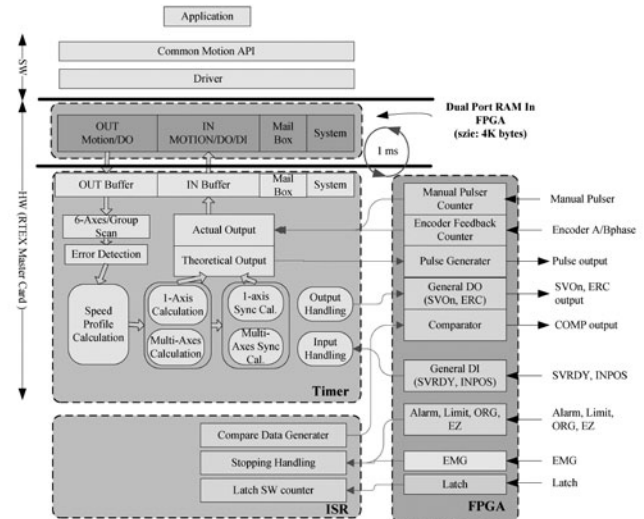 Application
SW
Common Motion API
Driver
HW (RTEX Master Card )
Dual Port RAM In
FPGA
(szie: 4K bytes)
OUT
Motion/DO
IN
MOTION/DO/DI
Mail
Box
System
1 ms
OUT Buffer
IN Buffer
Mail
Box
System
6-Axes/Group
Scan
Error Detection
Actual Output
Theoretical Output
Speed
Profile
Calculation
1-Axis
Calculation
Multi-Axes
Calculation
1-axis
Sync Cal.
Multi-
Axes Sync
Cal.
Output
Handling
Input
Handling
Timer
Manual Pulser
Counter
Manual Pulser
Encoder Feedback
Counter
Encoder A/Bphase
Pulse Generator
Pulse output
General DO
(SVOn, ERC)
SVOn, ERC
output
Comparator
COMP output
General DI
(SVRDY, INPOS)
SVRDY, INPOS
Alarm, Limit, ORG,
EZ
Alarm, Limit,
ORG, EZ
EMG
EMG
Latch
Latch
FPGA
Compare Data Generater
Stopping Handling
Latch SW counter
ISR